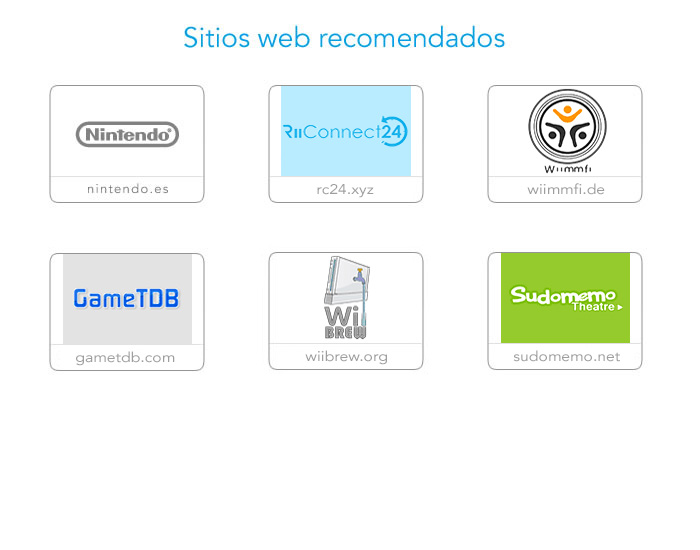 Sitios web recomendados
Nintendo®
nintendo.es
RiiConnect24
rc24.xyz
Wiimmfi
wiimmfi.de
GameTDB
gametdb.com
Wii
BREW
wiibrew.org
Sudomemo
Theatre
sudomemo.net